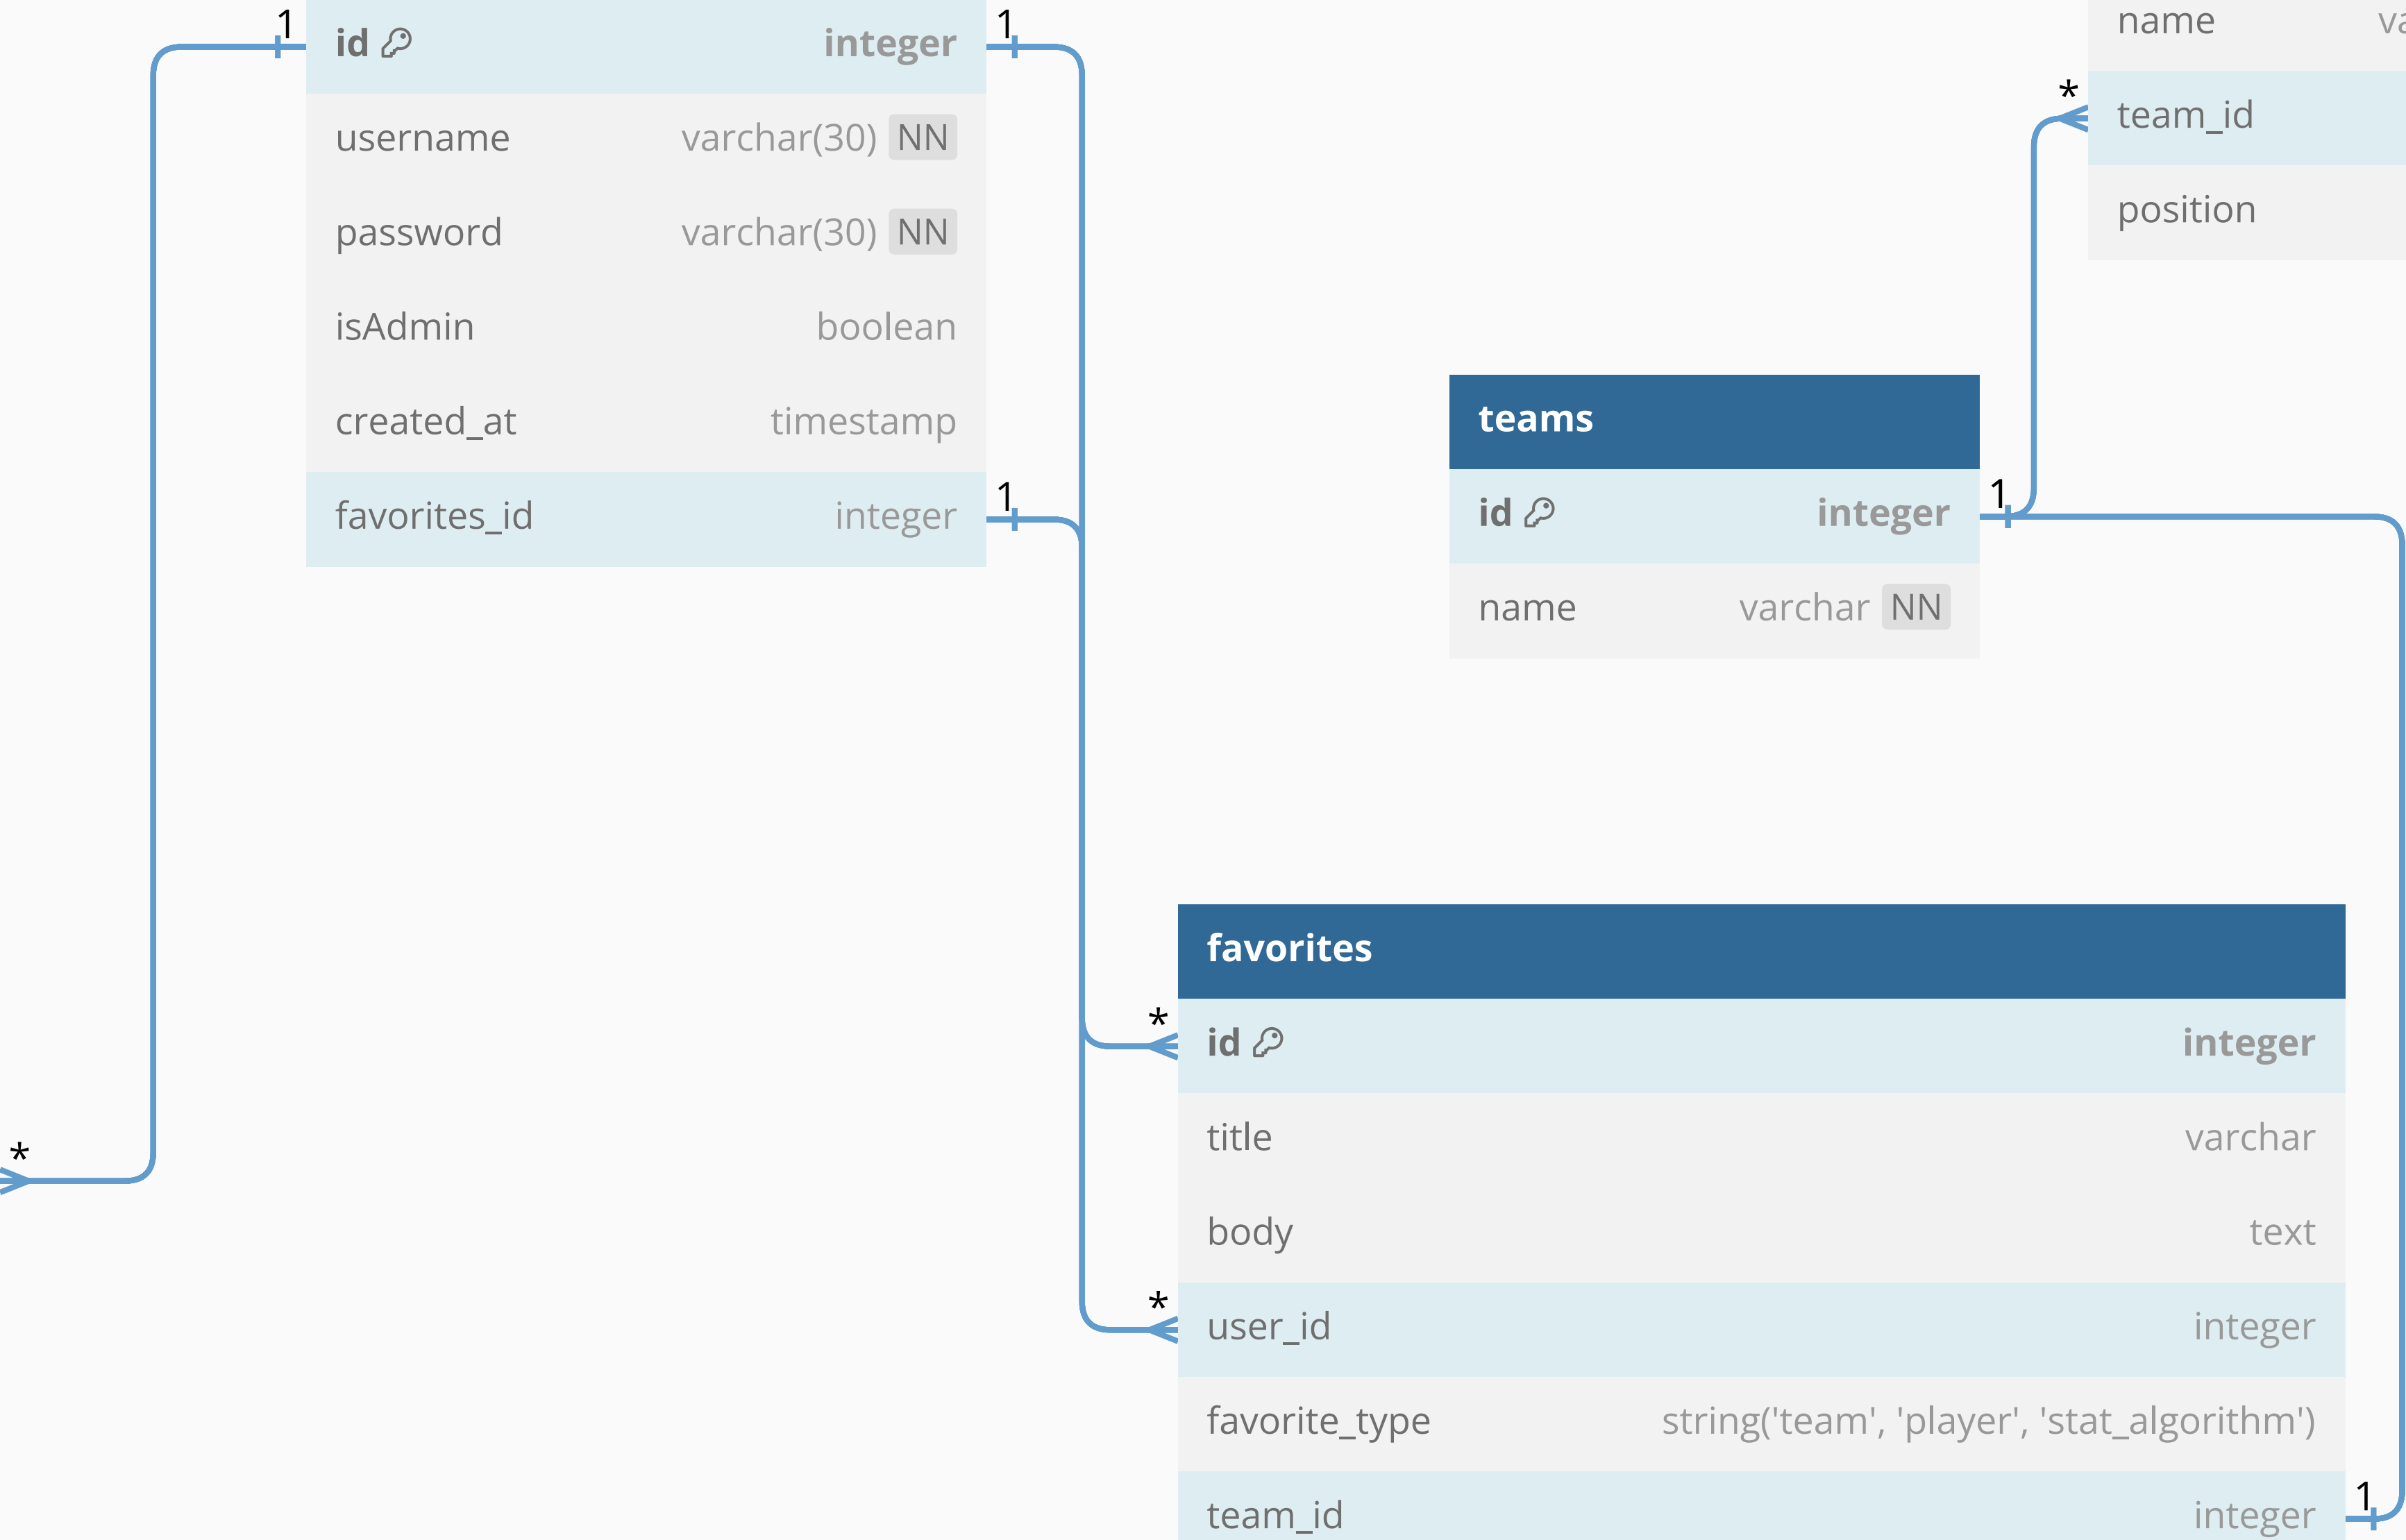 1
id integer
1
username varchar(30) NN
password varchar(30) NN
isAdmin boolean
created_at timestamp
favorites_id integer
1
*
name
*
team_id
position
teams
id integer
1
name varchar NN
favorites
*
id integer
title varchar
body text
*
user_id integer
favorite_type string('team', 'player', 'stat_algorithm')
team_id integer
1